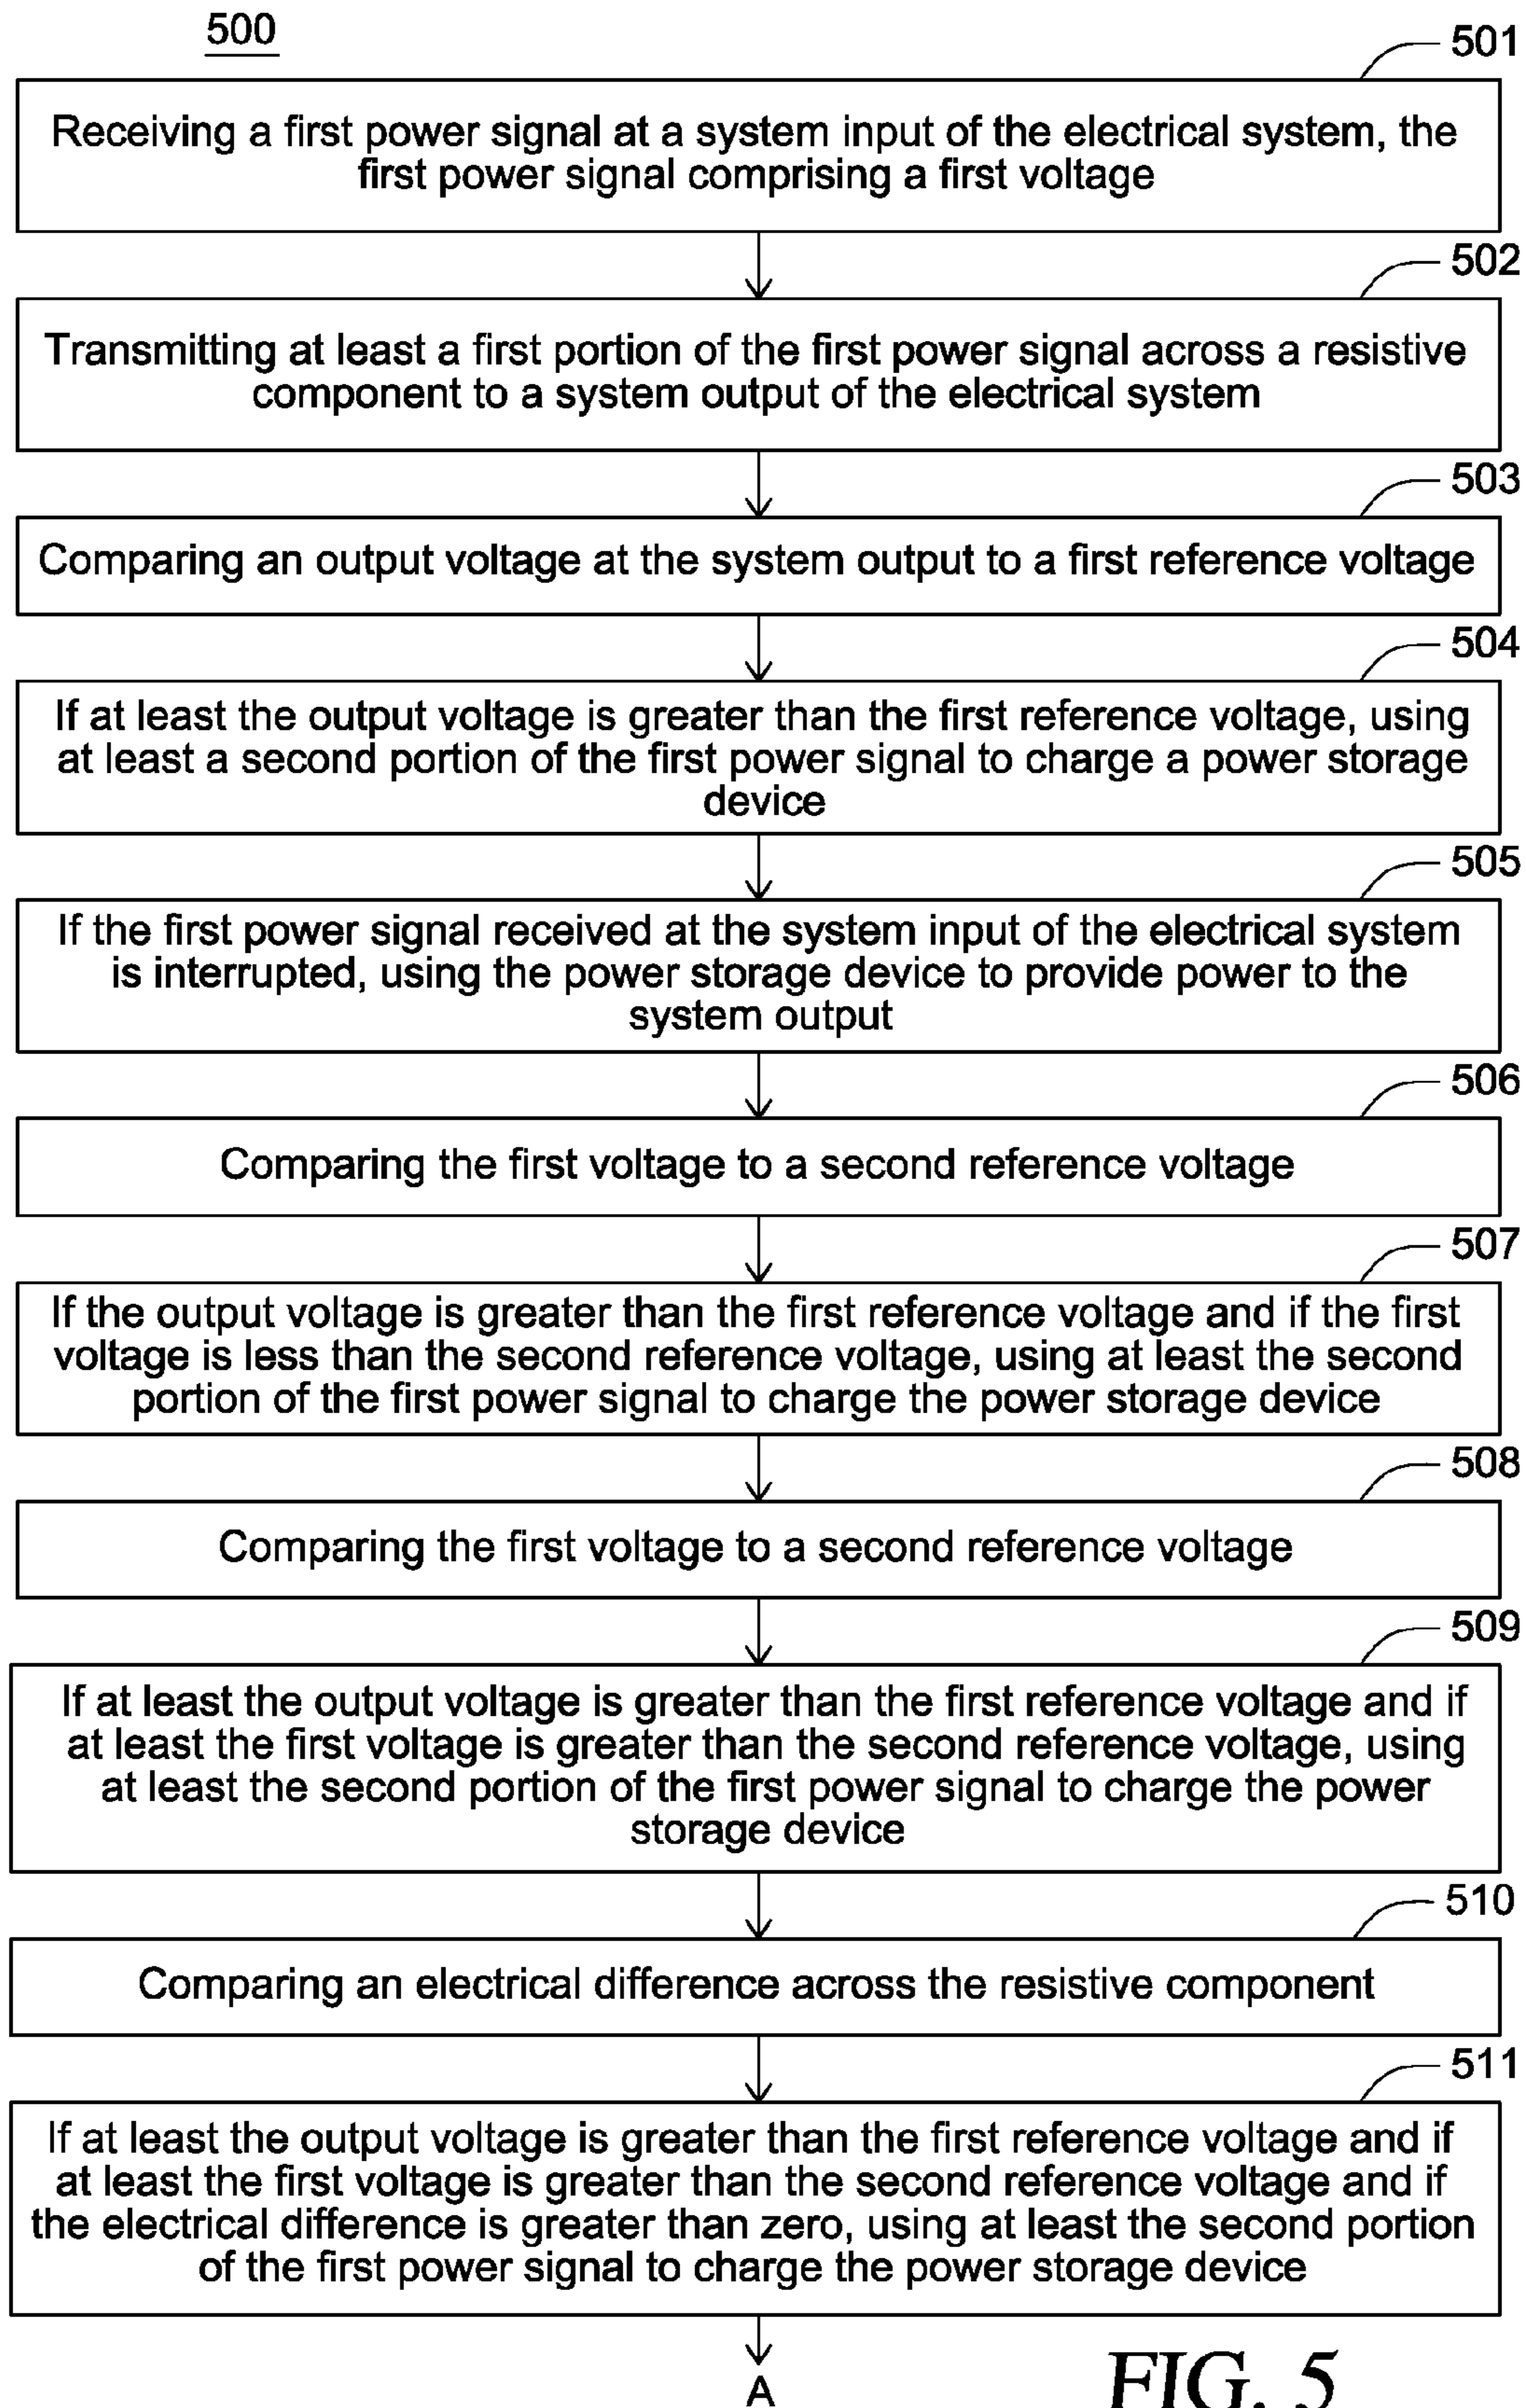 500
501
Receiving a first power signal at a system input of the electrical system, the
first power signal comprising a first voltage
502
Transmitting at least a first portion of the first power signal across a resistive
component to a system output of the electrical system
503
Comparing an output voltage at the system output to a first reference voltage
504
If at least the output voltage is greater than the first reference voltage, using
at least a second portion of the first power signal to charge a power storage
device
505
If the first power signal received at the system input of the electrical system
is interrupted, using the power storage device to provide power to the
system output
506
Comparing the first voltage to a second reference voltage
507
If the output voltage is greater than the first reference voltage and if the first
voltage is less than the second reference voltage, using at least the second
portion of the first power signal to charge the power storage device
508
Comparing the first voltage to a second reference voltage
509
If at least the output voltage is greater than the first reference voltage and if
at least the first voltage is greater than the second reference voltage, using
at least the second portion of the first power signal to charge the power
storage device
510
Comparing an electrical difference across the resistive component
511
If at least the output voltage is greater than the first reference voltage and if
at least the first voltage is greater than the second reference voltage and if
the electrical difference is greater than zero, using at least the second portion
of the first power signal to charge the power storage device
A
FIG. 5